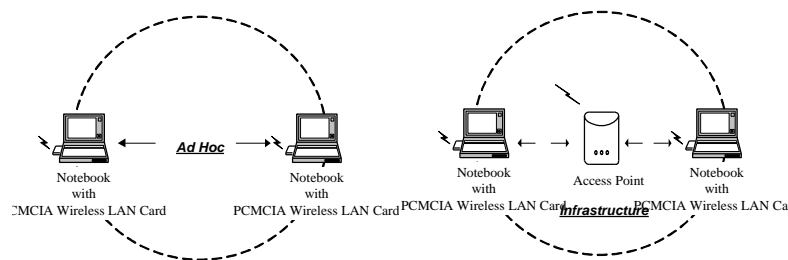 Ad Hoc
Notebook
with
CMCIA Wireless LAN Card
Notebook
with
PCMCIA Wireless LAN Card
Notebook
with
PCMCIA Wireless LAN Card
Access Point
Infrastructure
Notebook
with
PCMCIA Wireless LAN Ca